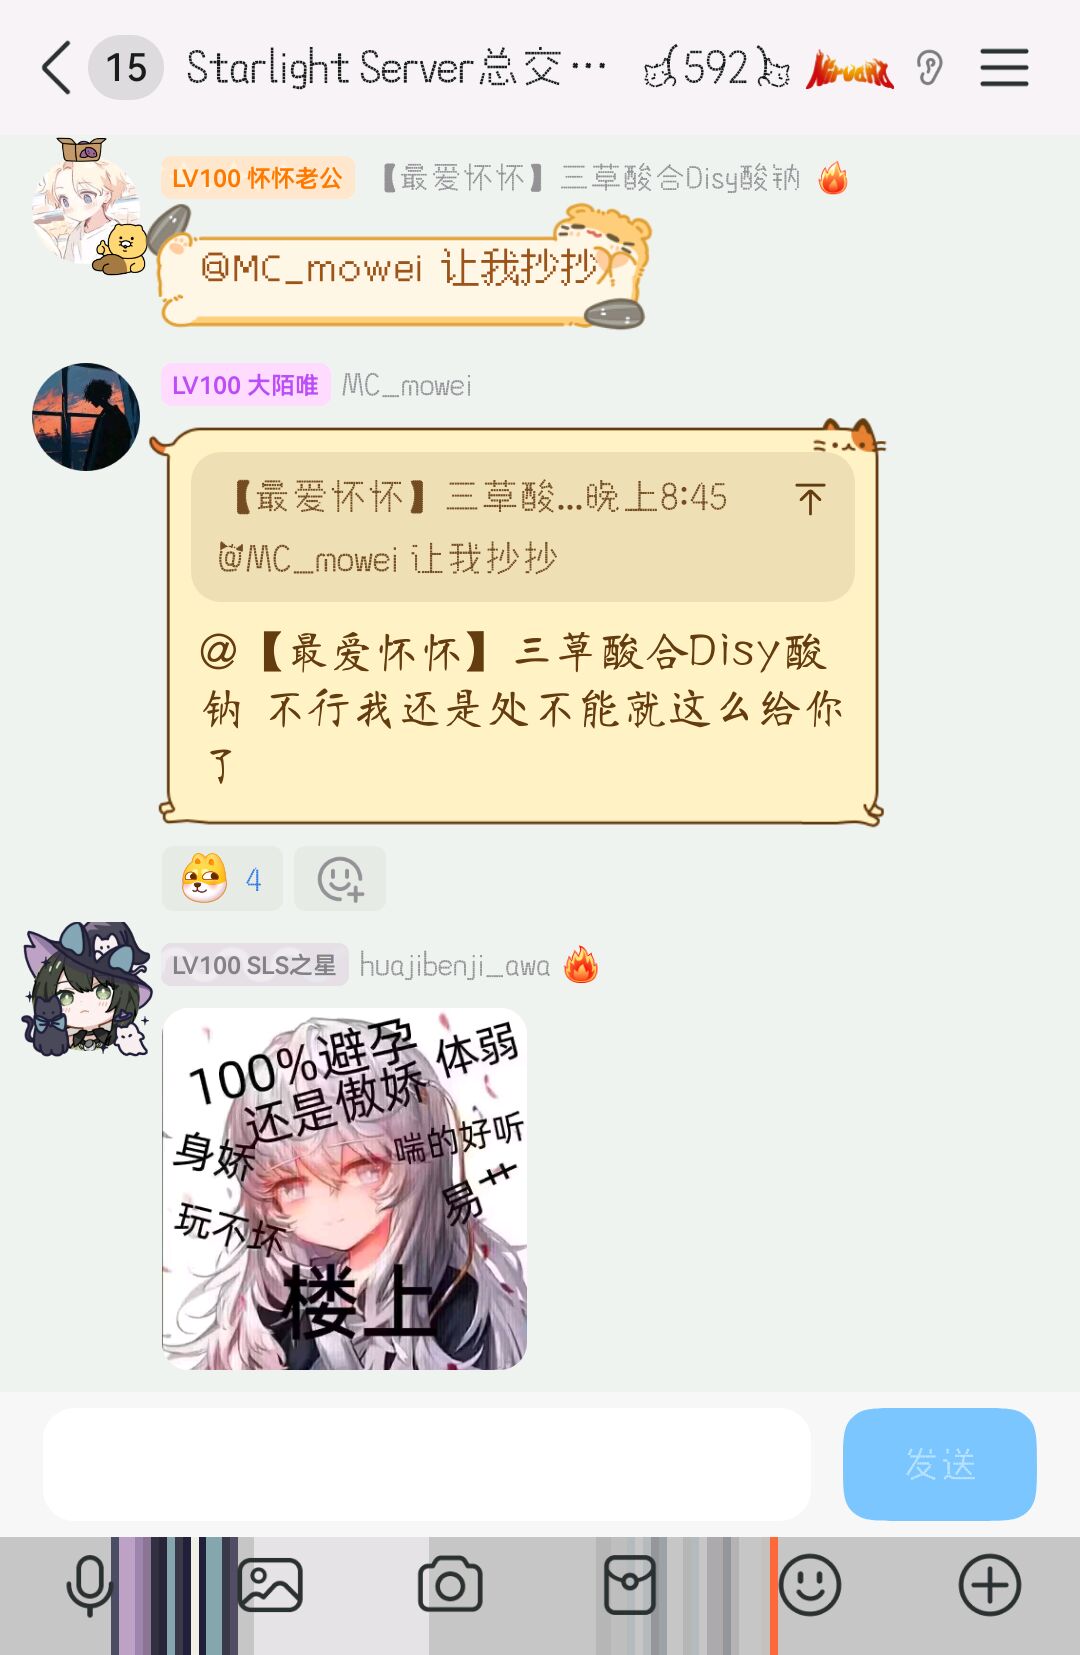 15 Starlight Server总交… 592 Nirvana
LV100 怀怀老公 【最爱怀怀】三草酸合Disy酸钠
@MC_mowei 让我抄抄
LV100 大陌唯 MC_mowei
【最爱怀怀】三草酸...晚上8:45
@MC_mowei 让我抄抄
@【最爱怀怀】三草酸合Disy酸
钠 不行我还是处不能就这么给你
了
4
LV100 SLS之星 huajibenji_awa
100%避孕 体弱
还是傲娇
身娇 喘的好听
玩不坏 易艹
楼上
发送